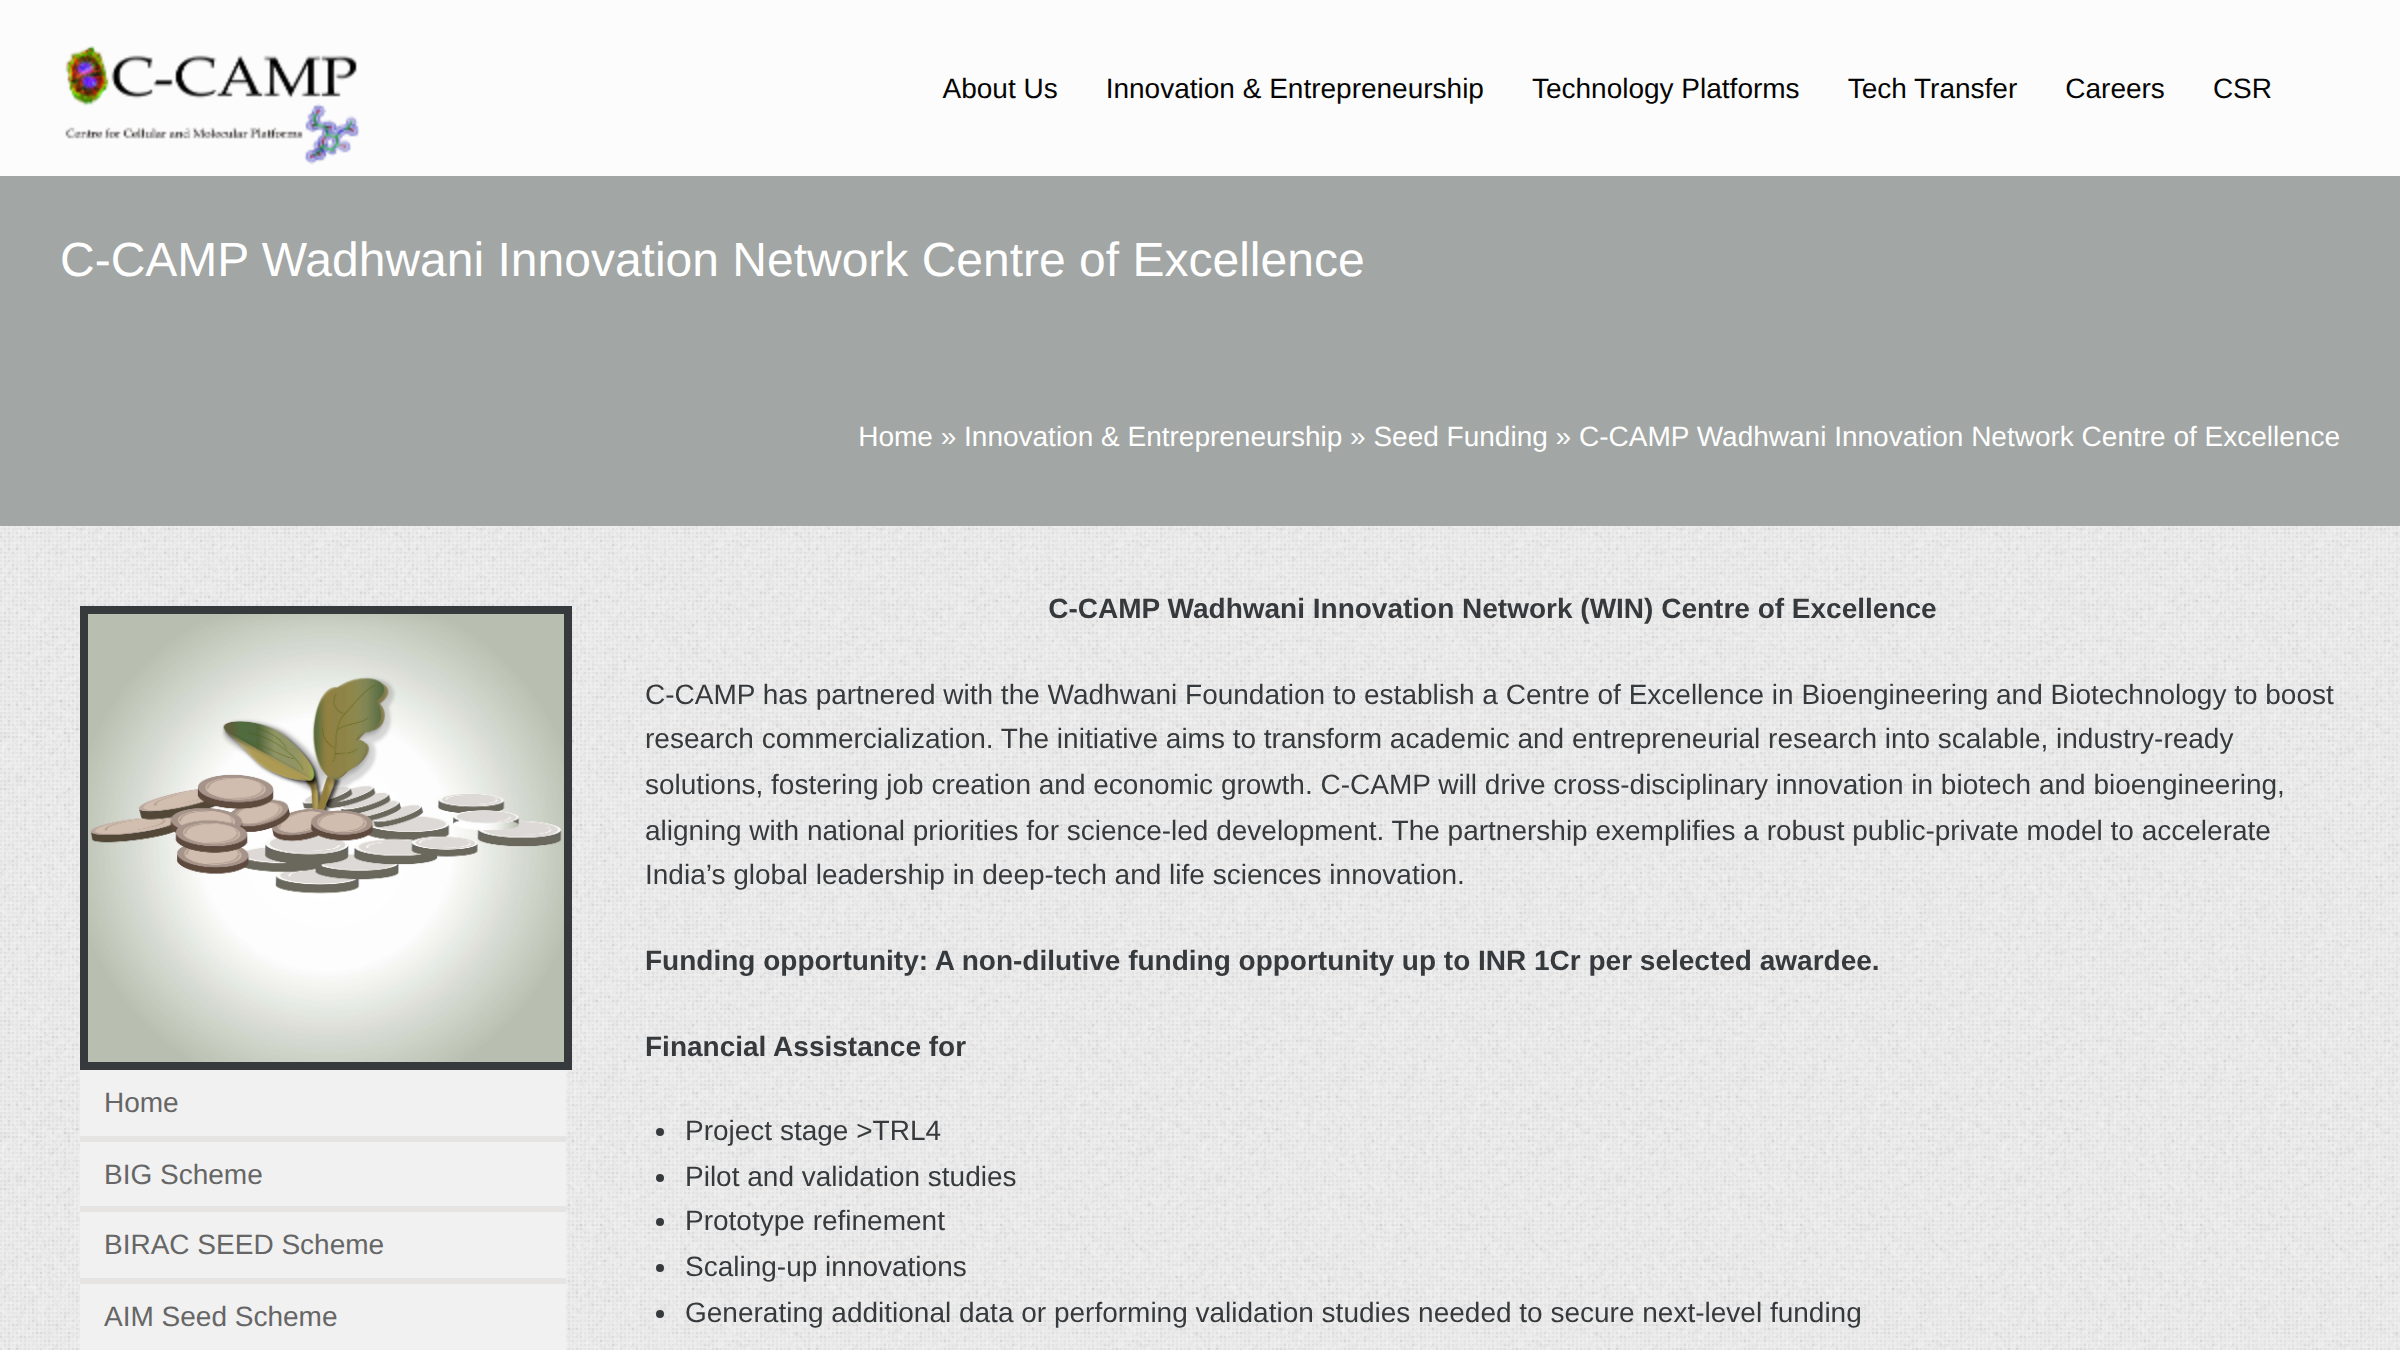 C-CAMP
Centre for Cellular and Molecular Platforms
About Us Innovation & Entrepreneurship Technology Platforms Tech Transfer Careers CSR
C-CAMP Wadhwani Innovation Network Centre of Excellence
Home » Innovation & Entrepreneurship » Seed Funding » C-CAMP Wadhwani Innovation Network Centre of Excellence
Home
BIG Scheme
BIRAC SEED Scheme
AIM Seed Scheme
C-CAMP Wadhwani Innovation Network (WIN) Centre of Excellence
C-CAMP has partnered with the Wadhwani Foundation to establish a Centre of Excellence in Bioengineering and Biotechnology to boost
research commercialization. The initiative aims to transform academic and entrepreneurial research into scalable, industry-ready
solutions, fostering job creation and economic growth. C-CAMP will drive cross-disciplinary innovation in biotech and bioengineering,
aligning with national priorities for science-led development. The partnership exemplifies a robust public-private model to accelerate
India’s global leadership in deep-tech and life sciences innovation.
Funding opportunity: A non-dilutive funding opportunity up to INR 1Cr per selected awardee.
Financial Assistance for
• Project stage >TRL4
• Pilot and validation studies
• Prototype refinement
• Scaling-up innovations
• Generating additional data or performing validation studies needed to secure next-level funding